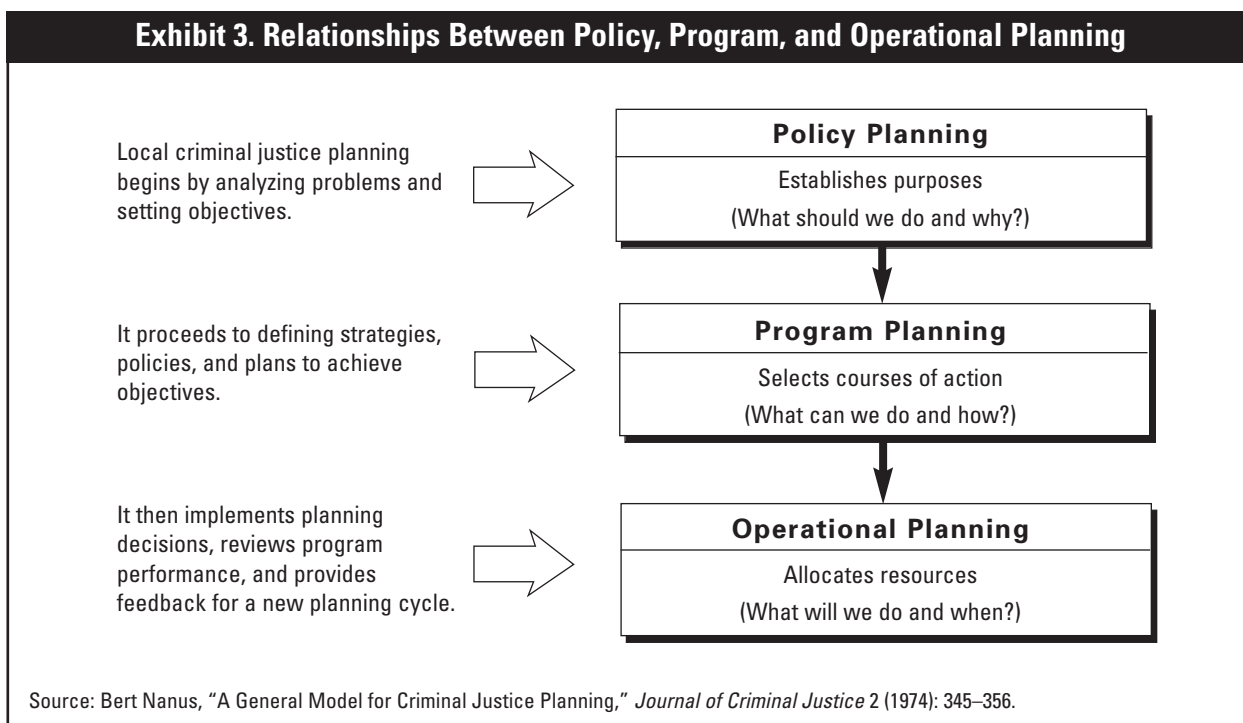 Exhibit 3. Relationships Between Policy, Program, and Operational Planning
Local criminal justice planning
begins by analyzing problems and
setting objectives.
Policy Planning
Establishes purposes
(What should we do and why?)
It proceeds to defining strategies,
policies, and plans to achieve
objectives.
Program Planning
Selects courses of action
(What can we do and how?)
It then implements planning
decisions, reviews program
performance, and provides
feedback for a new planning cycle.
Operational Planning
Allocates resources
(What will we do and when?)
Source: Bert Nanus, “A General Model for Criminal Justice Planning,” Journal of Criminal Justice 2 (1974): 345–356.